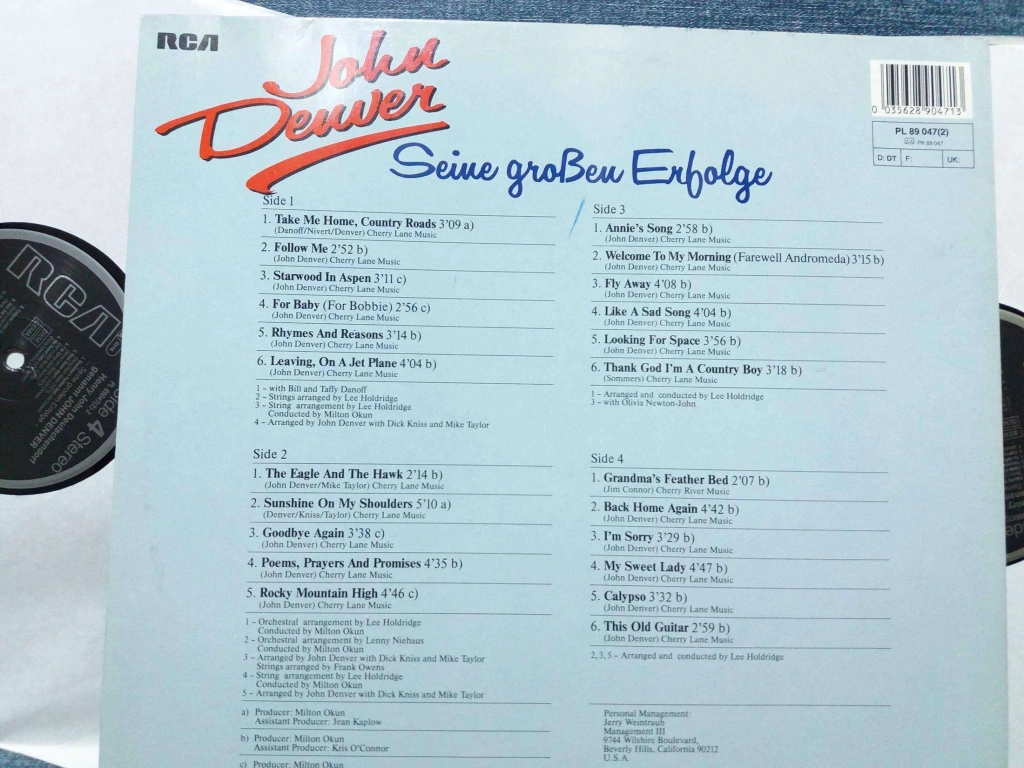 RCA
John
Denver
Seine großen Erfolge
0 035628 904713
PL 89 047(2)
PK 89 047
D: DT F: UK:
Side 1
1. Take Me Home, Country Roads 3'09 a)
(Danoff/Nivert/Denver) Cherry Lane Music
2. Follow Me 2'52 b)
(John Denver) Cherry Lane Music
3. Starwood In Aspen 3'11 c)
(John Denver) Cherry Lane Music
4. For Baby (For Bobbie) 2'56 c)
(John Denver) Cherry Lane Music
5. Rhymes And Reasons 3'14 b)
(John Denver) Cherry Lane Music
6. Leaving, On A Jet Plane 4'04 b)
(John Denver) Cherry Lane Music
1 - with Bill and Taffy Danoff
2 - Strings arranged by Lee Holdridge
3 - String arrangement by Lee Holdridge
Conducted by Milton Okun
4 - Arranged by John Denver with Dick Kniss and Mike Taylor
Side 2
1. The Eagle And The Hawk 2'14 b)
(John Denver/Mike Taylor) Cherry Lane Music
2. Sunshine On My Shoulders 5'10 a)
(Denver/Kniss/Taylor) Cherry Lane Music
3. Goodbye Again 3'38 c)
(John Denver) Cherry Lane Music
4. Poems, Prayers And Promises 4'35 b)
(John Denver) Cherry Lane Music
5. Rocky Mountain High 4'46 c)
(John Denver) Cherry Lane Music
1 - Orchestral arrangement by Lee Holdridge
Conducted by Milton Okun
2 - Orchestral arrangement by Lenny Niehaus
Conducted by Milton Okun
3 - Arranged by John Denver with Dick Kniss and Mike Taylor
Strings arranged by Frank Owens
4 - String arrangement by Lee Holdridge
Conducted by Milton Okun
5 - Arranged by John Denver with Dick Kniss and Mike Taylor
a) Producer: Milton Okun
Assistant Producer: Jean Kaplow
b) Producer: Milton Okun
Assistant Producer: Kris O'Connor
c) Producer: Milton Okun
Side 3
1. Annie's Song 2'58 b)
(John Denver) Cherry Lane Music
2. Welcome To My Morning (Farewell Andromeda) 3'15 b)
(John Denver) Cherry Lane Music
3. Fly Away 4'08 b)
(John Denver) Cherry Lane Music
4. Like A Sad Song 4'04 b)
(John Denver) Cherry Lane Music
5. Looking For Space 3'56 b)
(John Denver) Cherry Lane Music
6. Thank God I'm A Country Boy 3'18 b)
(Sommers) Cherry Lane Music
1 - Arranged and conducted by Lee Holdridge
3 - with Olivia Newton-John
Side 4
1. Grandma's Feather Bed 2'07 b)
(Jim Connor) Cherry River Music
2. Back Home Again 4'42 b)
(John Denver) Cherry Lane Music
3. I'm Sorry 3'29 b)
(John Denver) Cherry Lane Music
4. My Sweet Lady 4'47 b)
(John Denver) Cherry Lane Music
5. Calypso 3'32 b)
(John Denver) Cherry Lane Music
6. This Old Guitar 2'59 b)
(John Denver) Cherry Lane Music
2, 3, 5 - Arranged and conducted by Lee Holdridge
Personal Management:
Jerry Weintraub
Management III
9744 Wilshire Boulevard,
Beverly Hills, California 90212
U.S.A.
RCA
Side 4 Stereo
JOHN DENVER